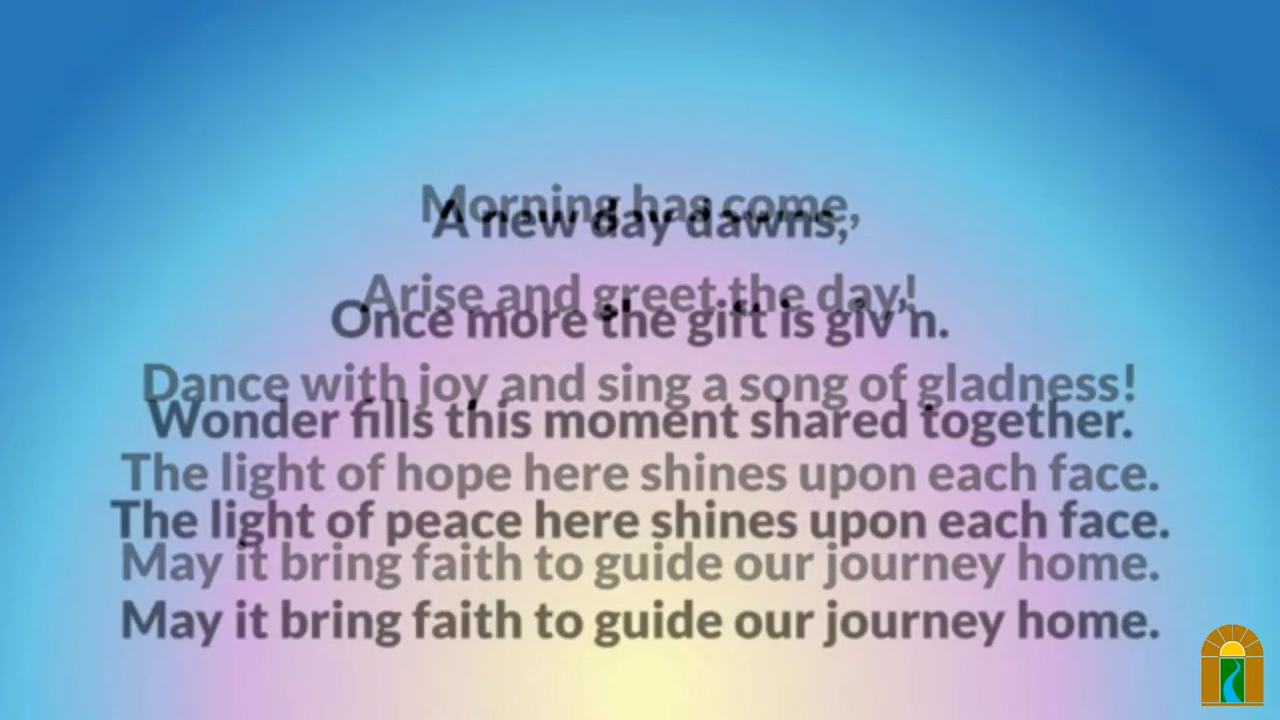 Morning has come,
A new day dawns,
Arise and greet the day!
Once more the gift is giv'n.
Dance with joy and sing a song of gladness!
Wonder fills this moment shared together.
The light of hope here shines upon each face.
The light of peace here shines upon each face.
May it bring faith to guide our journey home.
May it bring faith to guide our journey home.